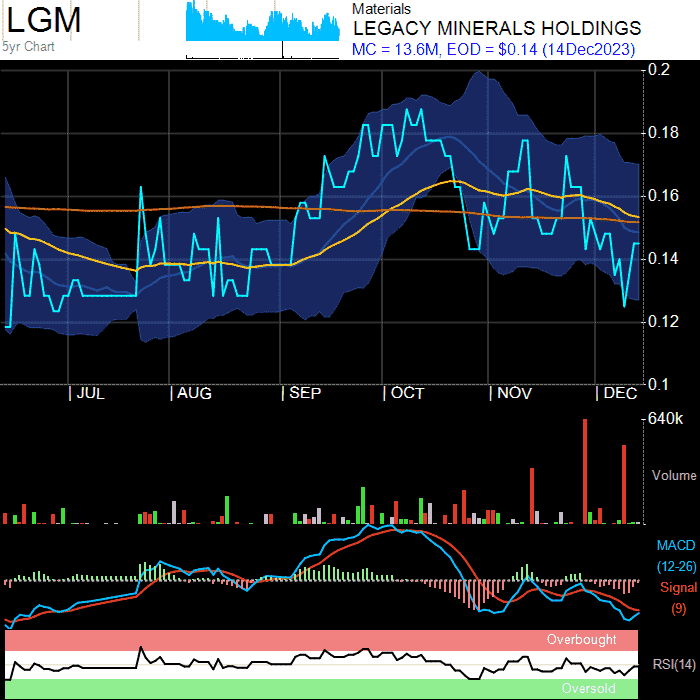 LGM
5yr Chart
Materials
LEGACY MINERALS HOLDINGS
MC = 13.6M, EOD = $0.14 (14Dec2023)
0.2
0.18
0.16
0.14
0.12
0.1
JUL AUG SEP OCT NOV DEC
640k
Volume
MACD
(12-26)
Signal
(9)
Overbought
RSI(14)
Oversold